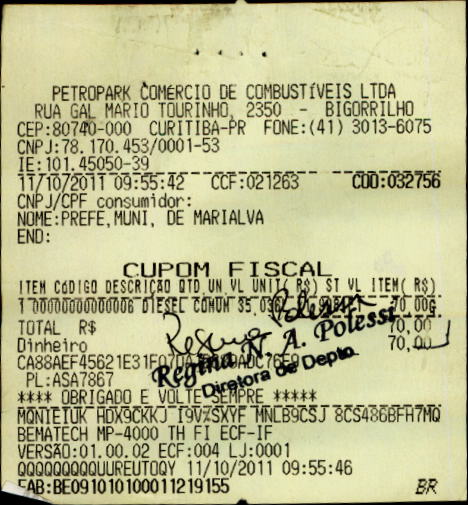 PETROPARK COMÉRCIO DE COMBUSTÍVEIS LTDA
RUA GAL MARIO TOURINHO, 2350 - BIGORRILHO
CEP:80740-000 CURITIBA-PR FONE:(41) 3013-6075
CNPJ:78.170.453/0001-53
IE:101.45050-39
11/10/2011 09:55:42 CCF:021263 COO:032756
CNPJ/CPF consumidor:
NOME:PREFE,MUNI, DE MARIALVA
END:
CUPOM FISCAL
ITEM CÓDIGO DESCRIÇÃO QTD UN VL UNIT( R$) ST VL ITEM( R$)
1 0000000000006 DIESEL COMUM 70,00G
TOTAL R$ 70,00
Dinheiro 70,00
Regina N. A. Polessi
Diretora de Depto.
PL:ASA7867
**** OBRIGADO E VOLTE SEMPRE *****
BEMATECH MP-4000 TH FI ECF-IF
VERSÃO:01.00.02 ECF:004 LJ:0001
QQQQQQQQQUUREUTOQY 11/10/2011 09:55:46
FAB:BE091010100011219155
BR